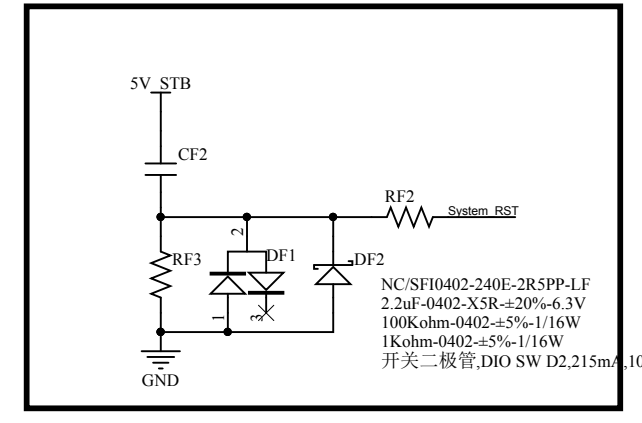 5V_STB
CF2
RF2
System_RST
2
RF3
DF1
DF2
1
3
NC/SFI0402-240E-2R5PP-LF
2.2uF-0402-X5R-±20%-6.3V
100Kohm-0402-±5%-1/16W
1Kohm-0402-±5%-1/16W
开关二极管,DIO SW D2,215mA,10
GND